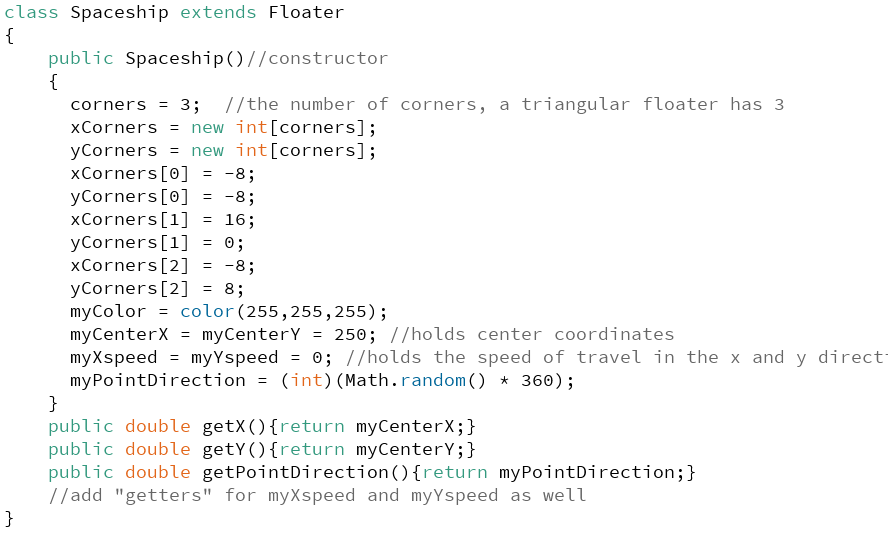 class Spaceship extends Floater
{
    public Spaceship()//constructor
    {
      corners = 3;  //the number of corners, a triangular floater has 3
      xCorners = new int[corners];
      yCorners = new int[corners];
      xCorners[0] = -8;
      yCorners[0] = -8;
      xCorners[1] = 16;
      yCorners[1] = 0;
      xCorners[2] = -8;
      yCorners[2] = 8;
      myColor = color(255,255,255);
      myCenterX = myCenterY = 250; //holds center coordinates
      myXspeed = myYspeed = 0; //holds the speed of travel in the x and y
      myPointDirection = (int)(Math.random() * 360);
    }
    public double getX(){return myCenterX;}
    public double getY(){return myCenterY;}
    public double getPointDirection(){return myPointDirection;}
    //add "getters" for myXspeed and myYspeed as well
}